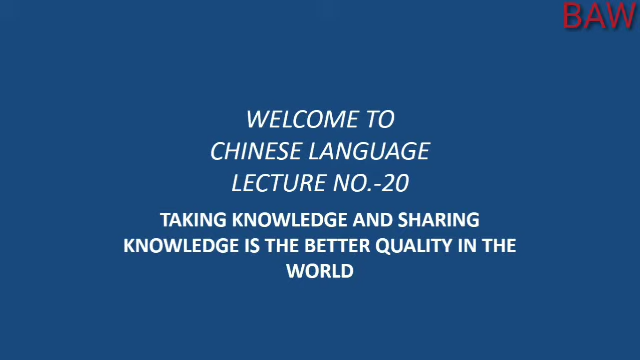 BAW
WELCOME TO
CHINESE LANGUAGE
LECTURE NO.-20
TAKING KNOWLEDGE AND SHARING
KNOWLEDGE IS THE BETTER QUALITY IN THE
WORLD